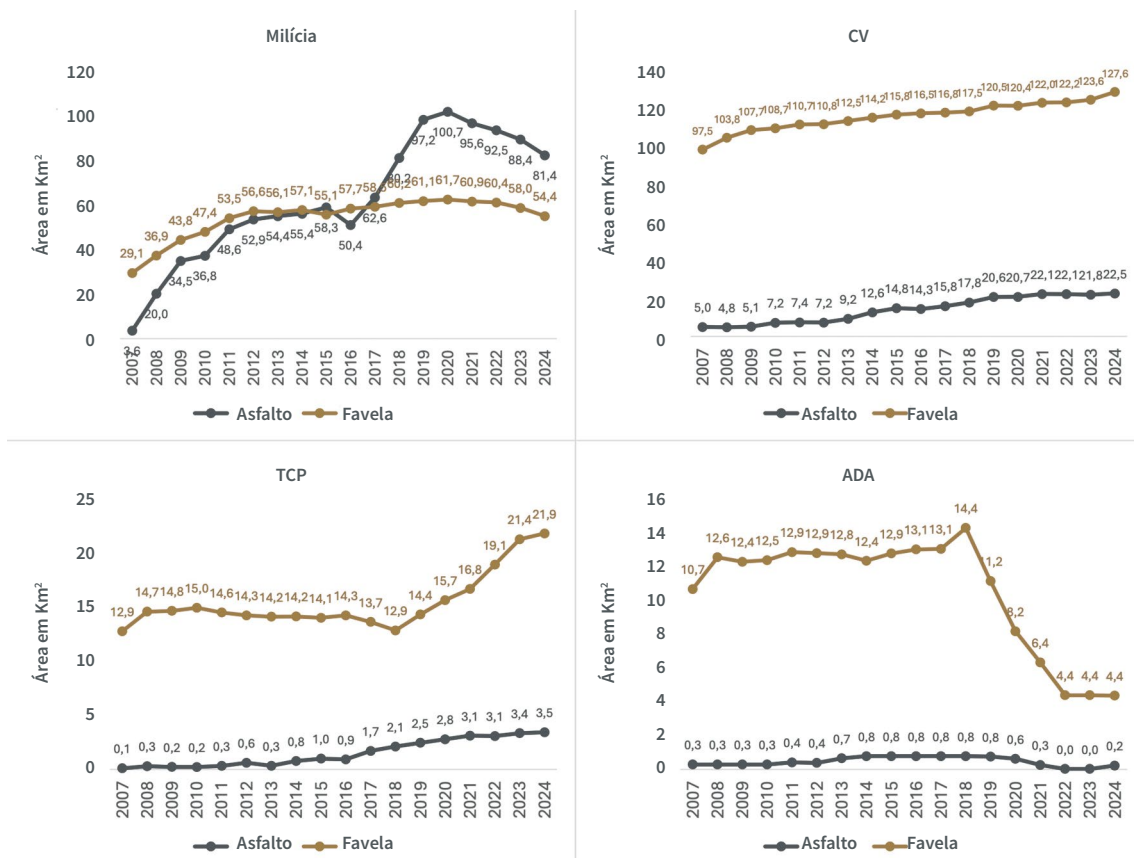 Milícia
Área em Km²
120
100
80
60
40
20
0
29,1 36,9 43,8 47,4 53,5 56,6 56,1 57,1 55,1 57,7 61,1 61,7 60,9 60,4 58,0 54,4
3,6 20,0 34,5 36,8 48,6 52,9 54,4 55,4 58,3 50,4 62,6 80,2 97,2 100,7 95,6 92,5 88,4 81,4
2007 2008 2009 2010 2011 2012 2013 2014 2015 2016 2017 2018 2019 2020 2021 2022 2023 2024
Asfalto Favela
CV
Área em Km²
140
120
100
80
60
40
20
0
97,5 103,8 107,7 108,7 110,7 110,8 112,5 114,2 115,8 116,5 116,8 117,5 120,5 120,4 122,0 122,2 123,6 127,6
5,0 4,8 5,1 7,2 7,4 7,2 9,2 12,6 14,8 14,3 15,8 17,8 20,6 20,7 22,1 22,1 21,8 22,5
2007 2008 2009 2010 2011 2012 2013 2014 2015 2016 2017 2018 2019 2020 2021 2022 2023 2024
Asfalto Favela
TCP
Área em Km²
25
20
15
10
5
0
12,9 14,7 14,8 15,0 14,6 14,3 14,2 14,2 14,1 14,3 13,7 12,9 14,4 15,7 16,8 19,1 21,4 21,9
0,1 0,3 0,2 0,2 0,3 0,6 0,3 0,8 1,0 0,9 1,7 2,1 2,5 2,8 3,1 3,1 3,4 3,5
2007 2008 2009 2010 2011 2012 2013 2014 2015 2016 2017 2018 2019 2020 2021 2022 2023 2024
Asfalto Favela
ADA
Área em Km²
16
14
12
10
8
6
4
2
0
10,7 12,6 12,4 12,5 12,9 12,9 12,8 12,4 12,9 13,1 13,1 14,4 11,2 8,2 6,4 4,4 4,4 4,4
0,3 0,3 0,3 0,3 0,4 0,4 0,7 0,8 0,8 0,8 0,8 0,8 0,8 0,6 0,3 0,0 0,0 0,2
2007 2008 2009 2010 2011 2012 2013 2014 2015 2016 2017 2018 2019 2020 2021 2022 2023 2024
Asfalto Favela